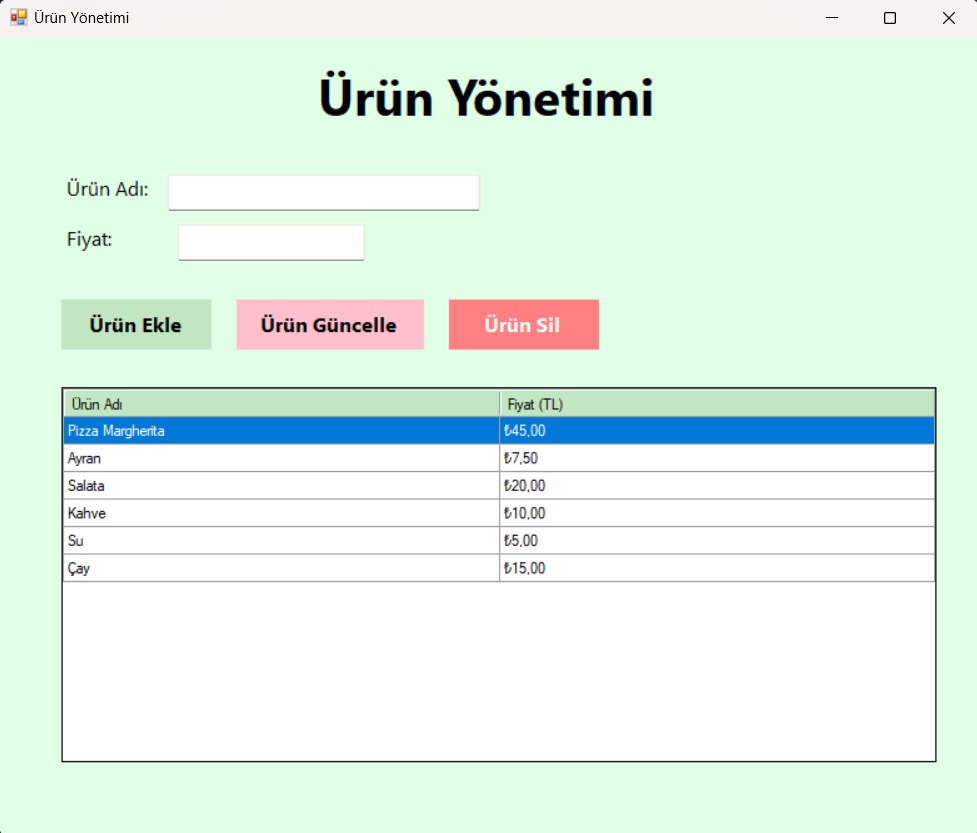 Ürün Yönetimi
Ürün Yönetimi
Ürün Adı:
Fiyat:
Ürün Ekle Ürün Güncelle Ürün Sil
Ürün Adı Fiyat (TL)
Pizza Margherita ₺45,00
Ayran ₺7,50
Salata ₺20,00
Kahve ₺10,00
Su ₺5,00
Çay ₺15,00